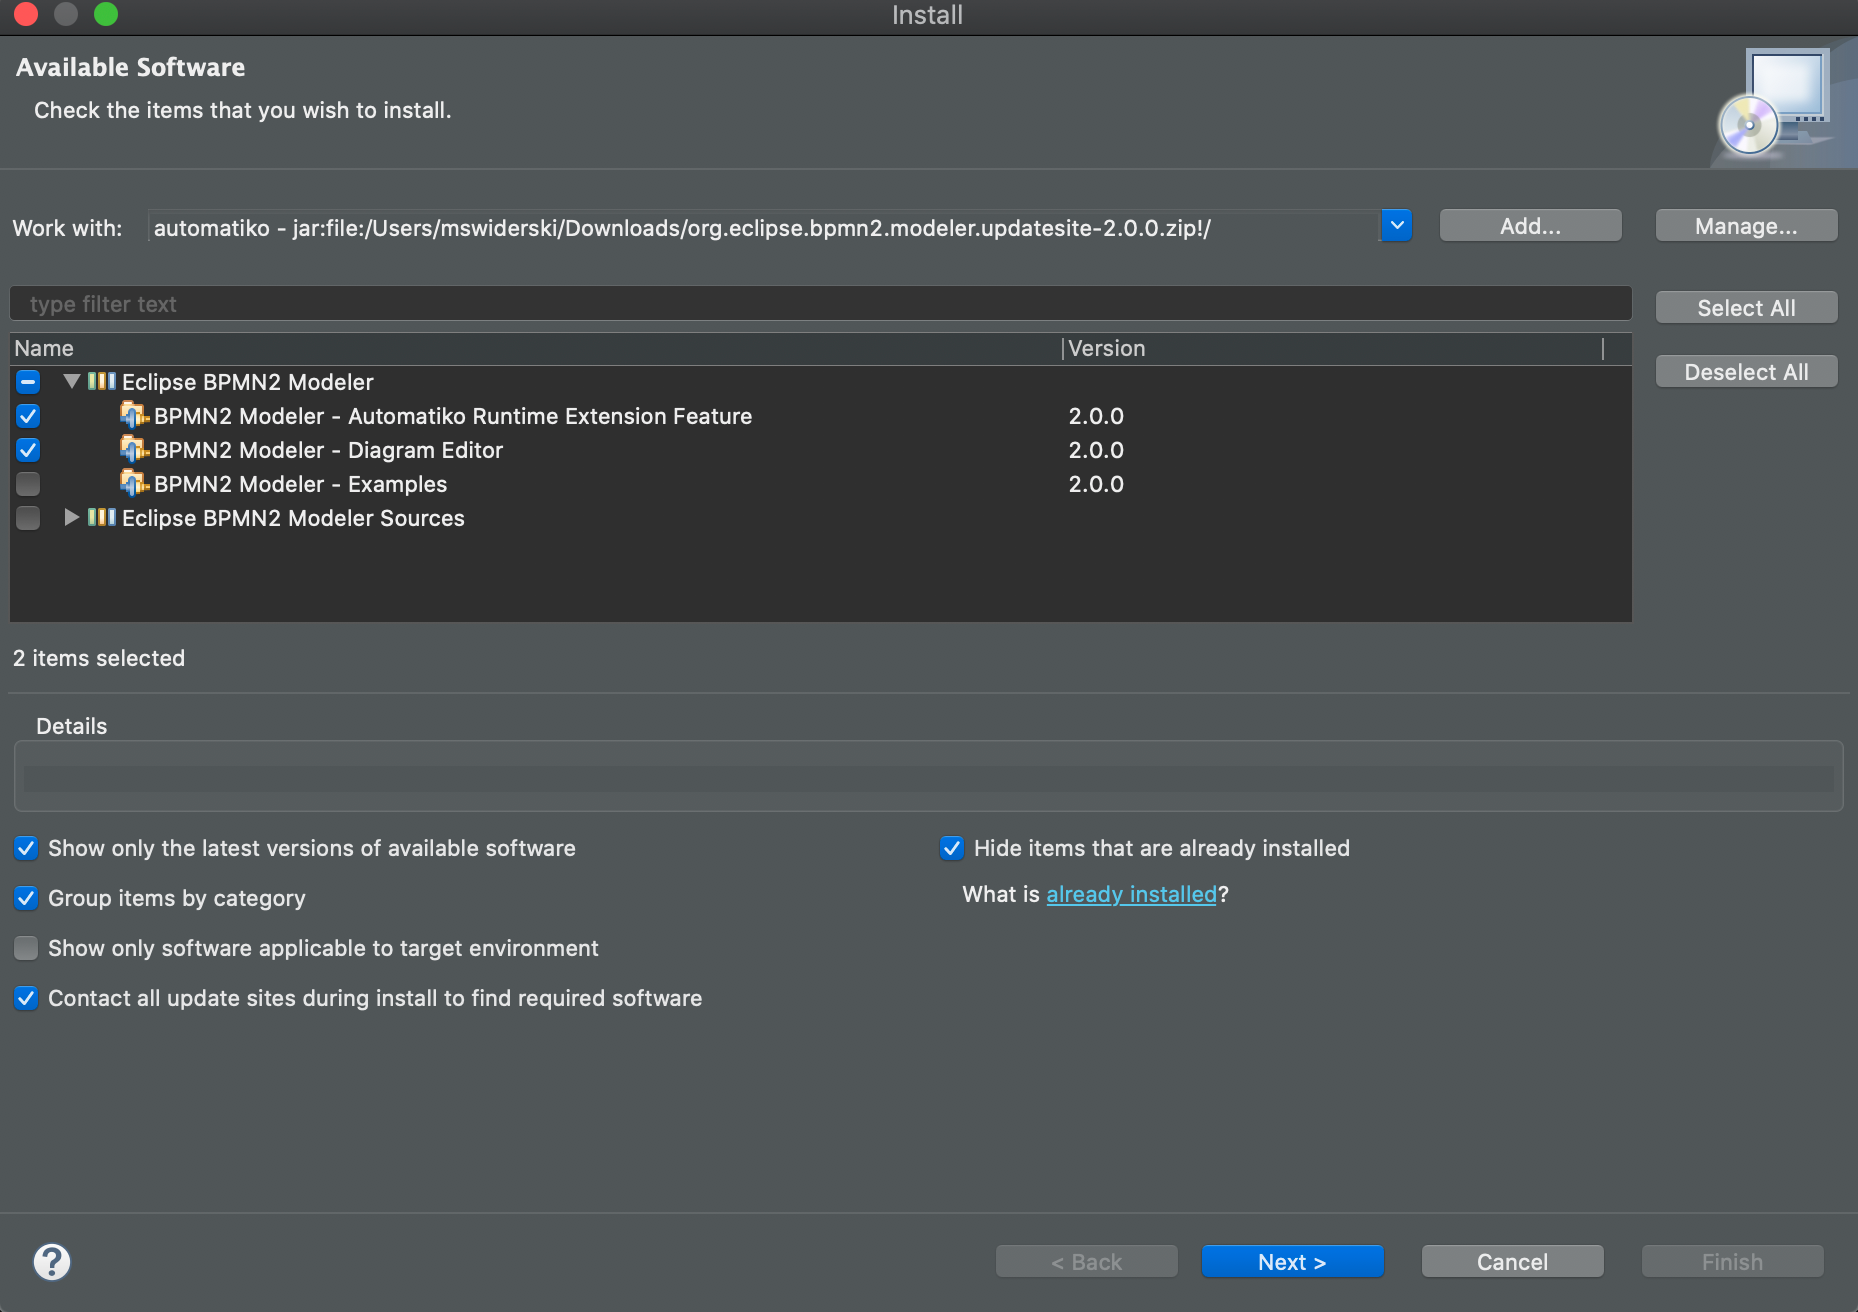 Install
Available Software
Check the items that you wish to install.
Work with: automatiko - jar:file:/Users/mswiderski/Downloads/org.eclipse.bpmn2.modeler.updatesite-2.0.0.zip!/ Add... Manage...
type filter text
Select All
Name Version
Deselect All
Eclipse BPMN2 Modeler
BPMN2 Modeler - Automatiko Runtime Extension Feature 2.0.0
BPMN2 Modeler - Diagram Editor 2.0.0
BPMN2 Modeler - Examples 2.0.0
Eclipse BPMN2 Modeler Sources
2 items selected
Details
Show only the latest versions of available software Hide items that are already installed
Group items by category What is already installed?
Show only software applicable to target environment
Contact all update sites during install to find required software
? < Back Next > Cancel Finish